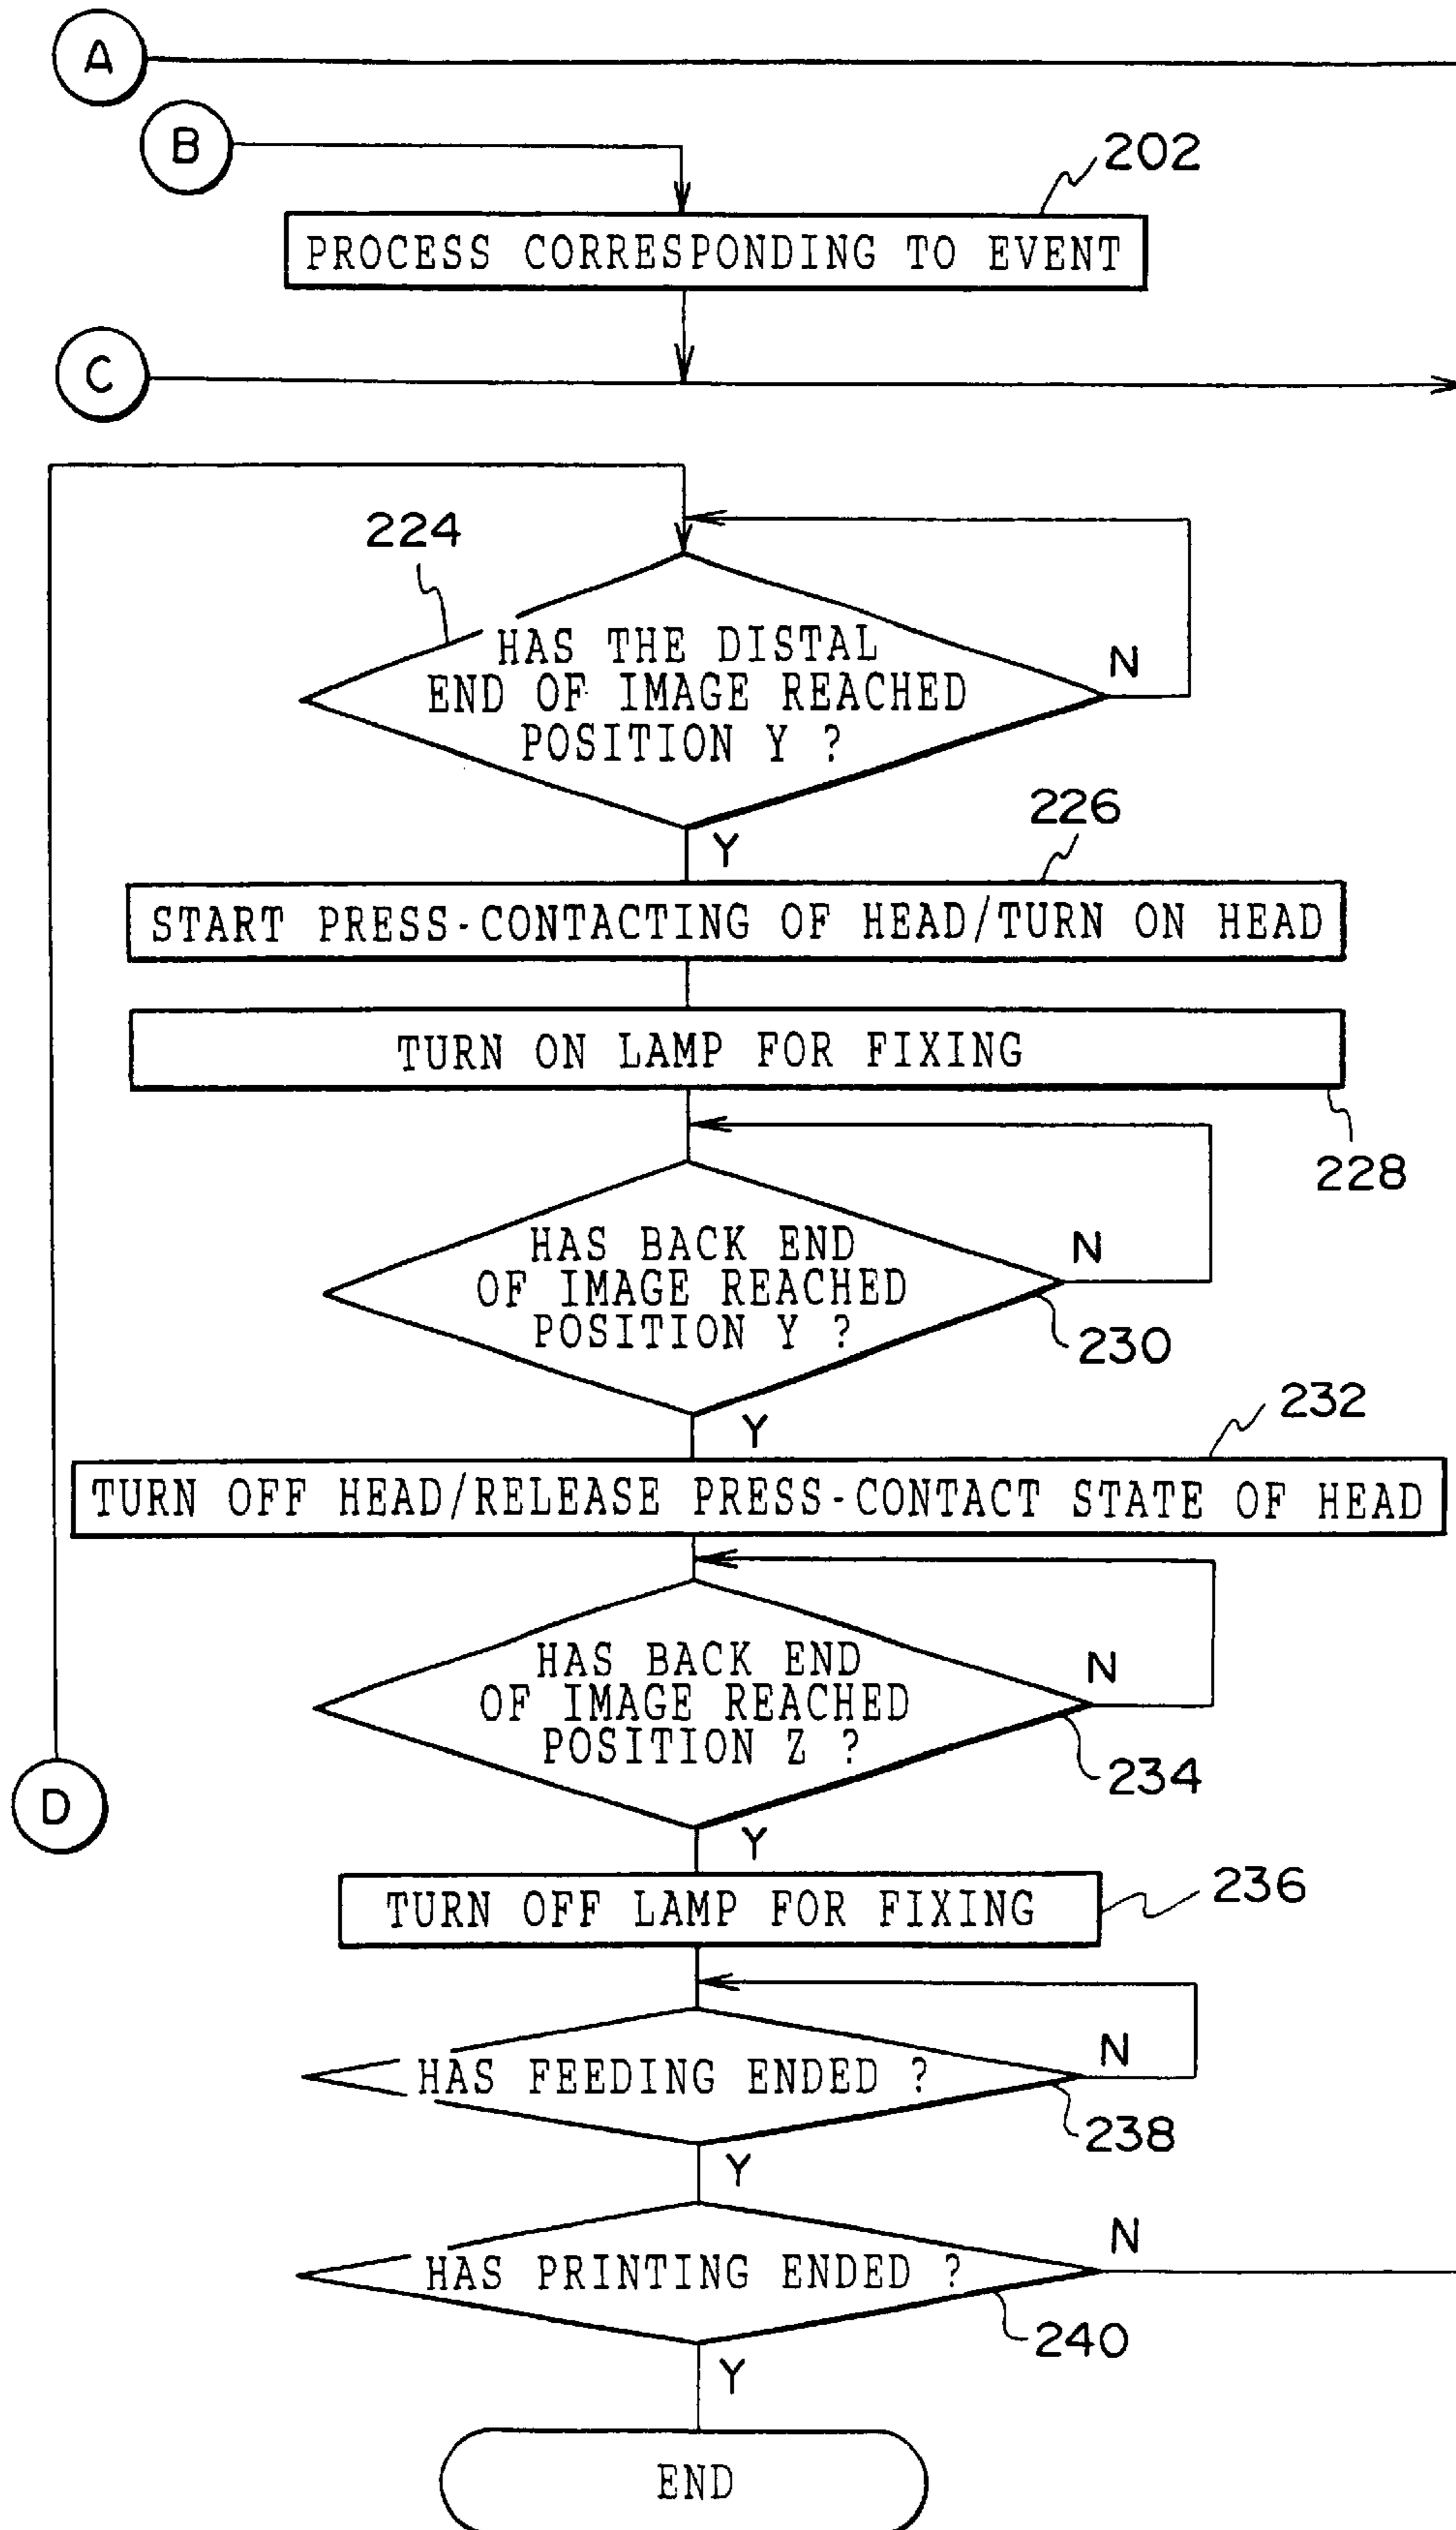 A
B
202
PROCESS CORRESPONDING TO EVENT
C
224
HAS THE DISTAL
END OF IMAGE REACHED
POSITION Y ?
N
Y
226
START PRESS-CONTACTING OF HEAD/TURN ON HEAD
TURN ON LAMP FOR FIXING
228
HAS BACK END
OF IMAGE REACHED
POSITION Y ?
N
230
Y
232
TURN OFF HEAD/RELEASE PRESS-CONTACT STATE OF HEAD
HAS BACK END
OF IMAGE REACHED
POSITION Z ?
N
234
D
Y
TURN OFF LAMP FOR FIXING
236
HAS FEEDING ENDED ?
N
238
Y
HAS PRINTING ENDED ?
N
240
Y
END